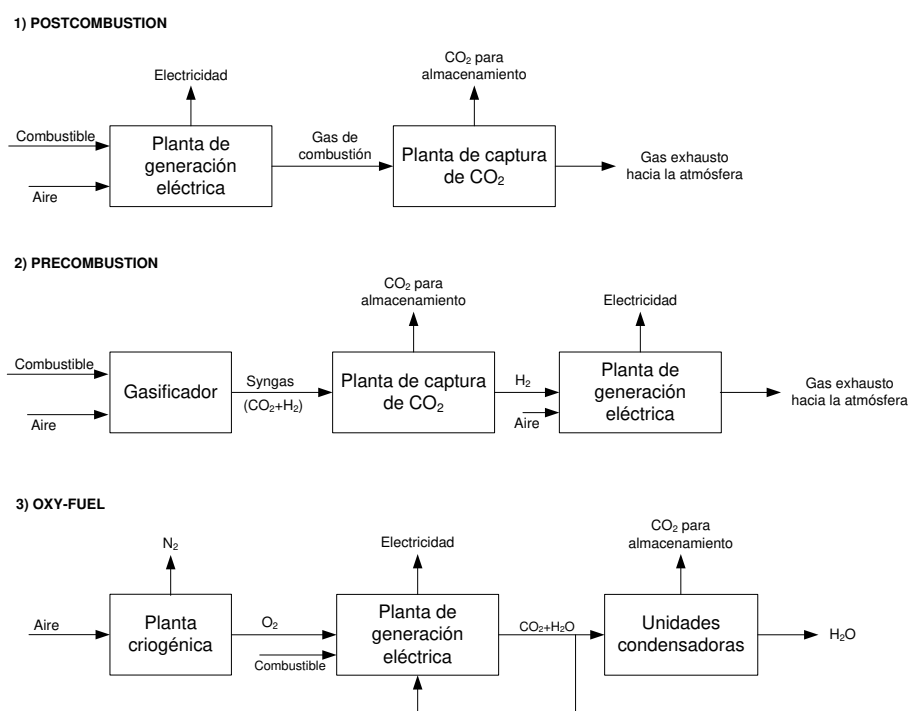 1) POSTCOMBUSTION
CO₂ para
almacenamiento
Electricidad
Combustible
Aire
Planta de
generación
eléctrica
Gas de
combustión
Planta de captura
de CO₂
Gas exhausto
hacia la atmósfera
2) PRECOMBUSTION
CO₂ para
almacenamiento
Electricidad
Combustible
Aire
Gasificador
Syngas
(CO₂+H₂)
Planta de captura
de CO₂
H₂
Aire
Planta de
generación
eléctrica
Gas exhausto
hacia la atmósfera
3) OXY-FUEL
N₂
Electricidad
CO₂ para
almacenamiento
Aire
Planta
criogénica
O₂
Combustible
Planta de
generación
eléctrica
CO₂+H₂O
Unidades
condensadoras
H₂O